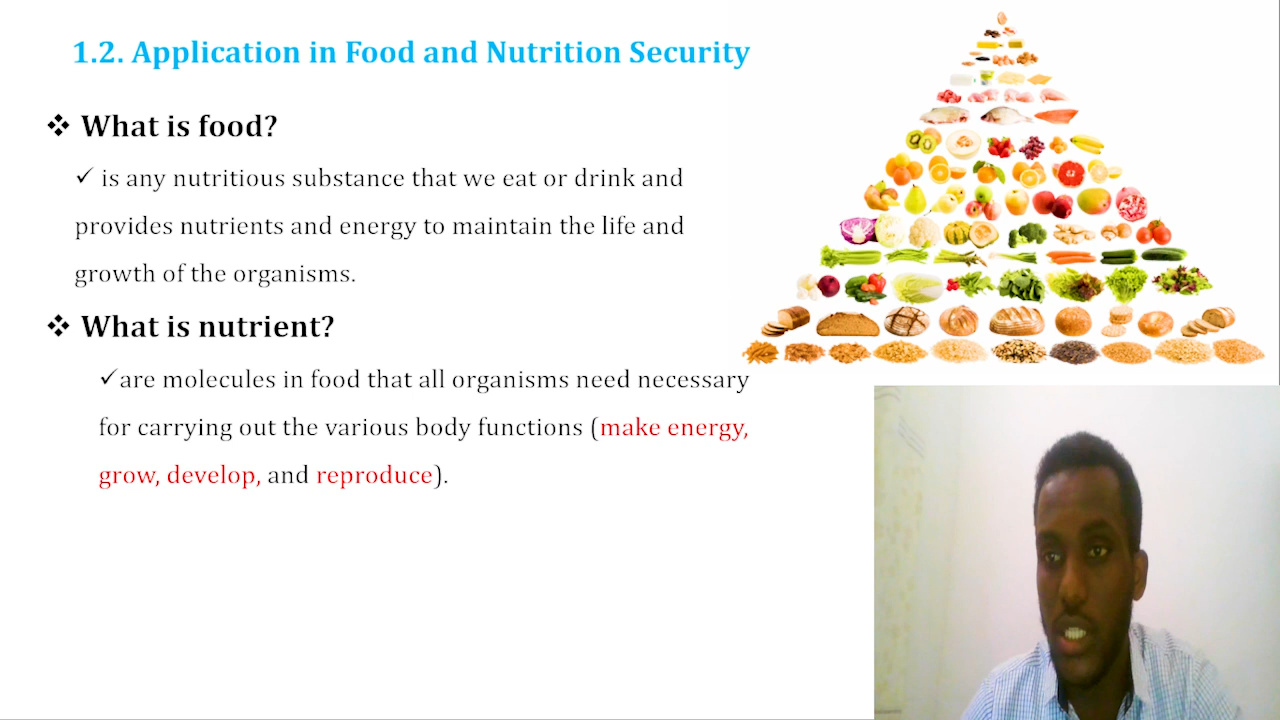 1.2. Application in Food and Nutrition Security
❖ What is food?
✓ is any nutritious substance that we eat or drink and
provides nutrients and energy to maintain the life and
growth of the organisms.
❖ What is nutrient?
✓are molecules in food that all organisms need necessary
for carrying out the various body functions (make energy,
grow, develop, and reproduce).